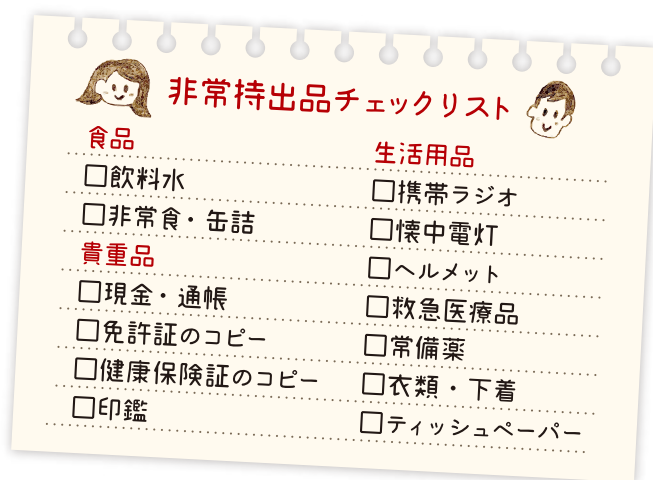 非常持出品チェックリスト
食品
□飲料水
□非常食・缶詰
貴重品
□現金・通帳
□免許証のコピー
□健康保険証のコピー
□印鑑
生活用品
□携帯ラジオ
□懐中電灯
□ヘルメット
□救急医療品
□常備薬
□衣類・下着
□ティッシュペーパー